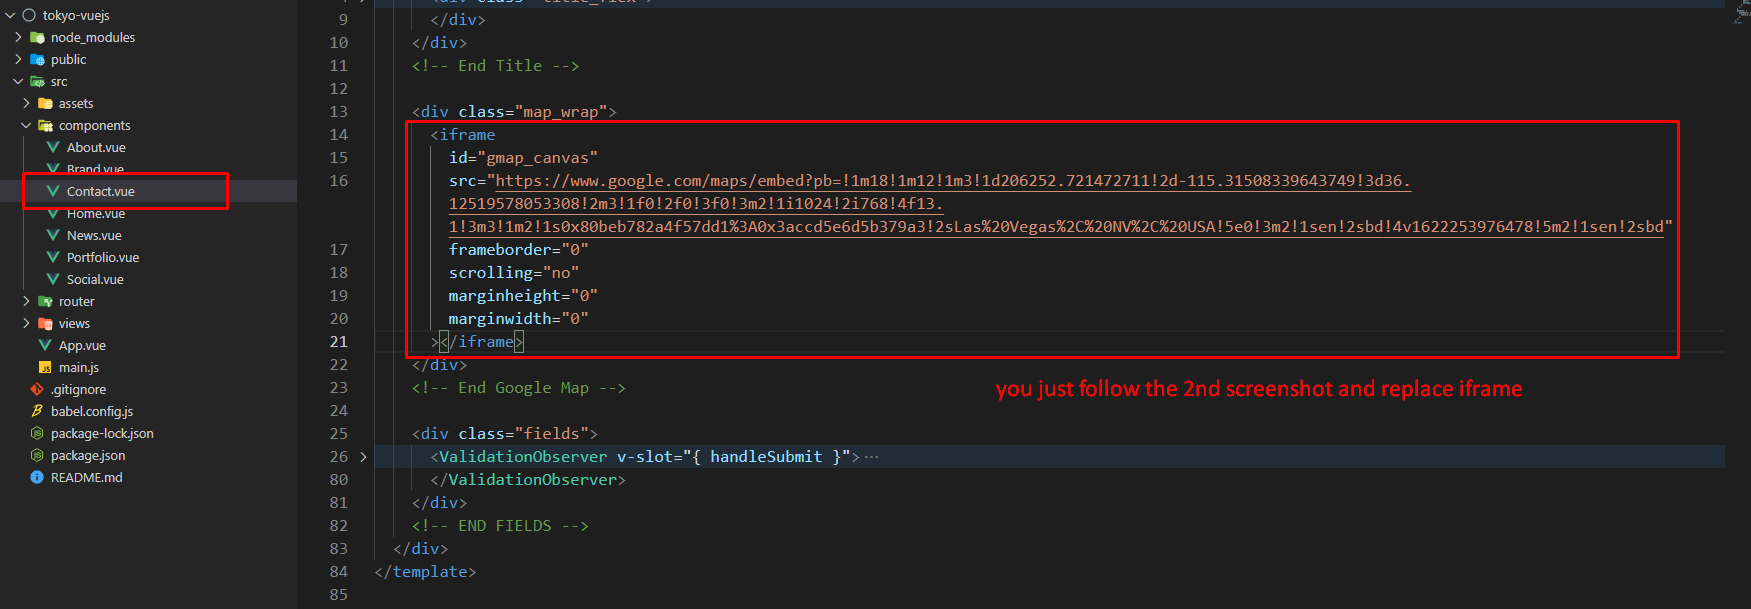 tokyo-vuejs
node_modules
public
src
assets
components
About.vue
Brand.vue
Contact.vue
Home.vue
News.vue
Portfolio.vue
Social.vue
router
views
App.vue
JS main.js
.gitignore
babel.config.js
package-lock.json
package.json
README.md
9 </div>
10 </div>
11 <!-- End Title -->
12
13 <div class="map_wrap">
14 <iframe
15 id="gmap_canvas"
16 src="https://www.google.com/maps/embed?pb=!1m18!1m12!1m3!1d206252.721472711!2d-115.31508339643749!3d36.
12519578053308!2m3!1f0!2f0!3f0!3m2!1i1024!2i768!4f13.
1!3m3!1m2!1s0x80beb782a4f57dd1%3A0x3accd5e6d5b379a3!2sLas%20Vegas%2C%20NV%2C%20USA!5e0!3m2!1sen!2sbd!4v1622253976478!5m2!1sen!2sbd"
17 frameborder="0"
18 scrolling="no"
19 marginheight="0"
20 marginwidth="0"
21 ></iframe>
22 </div>
23 <!-- End Google Map -->
you just follow the 2nd screenshot and replace iframe
24
25 <div class="fields">
26 <ValidationObserver v-slot="{ handleSubmit }">···
80 </ValidationObserver>
81 </div>
82 <!-- END FIELDS -->
83 </div>
84 </template>
85